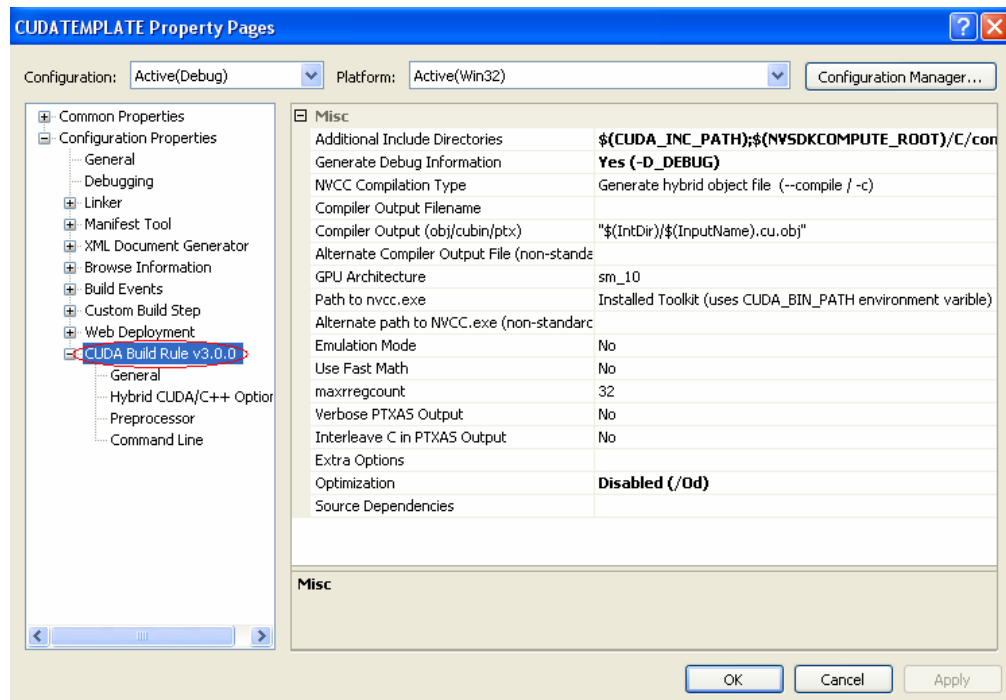 CUDATEMPLATE Property Pages
Configuration: Active(Debug) Platform: Active(Win32) Configuration Manager...
Common Properties
Configuration Properties
General
Debugging
Linker
Manifest Tool
XML Document Generator
Browse Information
Build Events
Custom Build Step
Web Deployment
CUDA Build Rule v3.0.0
General
Hybrid CUDA/C++ Option
Preprocessor
Command Line
Misc
Additional Include Directories $(CUDA_INC_PATH);$(NVSDKCOMPUTE_ROOT)/C/con
Generate Debug Information Yes (-D_DEBUG)
NVCC Compilation Type Generate hybrid object file (--compile / -c)
Compiler Output Filename
Compiler Output (obj/cubin/ptx) "$(IntDir)/$(InputName).cu.obj"
Alternate Compiler Output File (non-standa
GPU Architecture sm_10
Path to nvcc.exe Installed Toolkit (uses CUDA_BIN_PATH environment varible)
Alternate path to NVCC.exe (non-standarc
Emulation Mode No
Use Fast Math No
maxrregcount 32
Verbose PTXAS Output No
Interleave C in PTXAS Output No
Extra Options
Optimization Disabled (/Od)
Source Dependencies
Misc
OK Cancel Apply